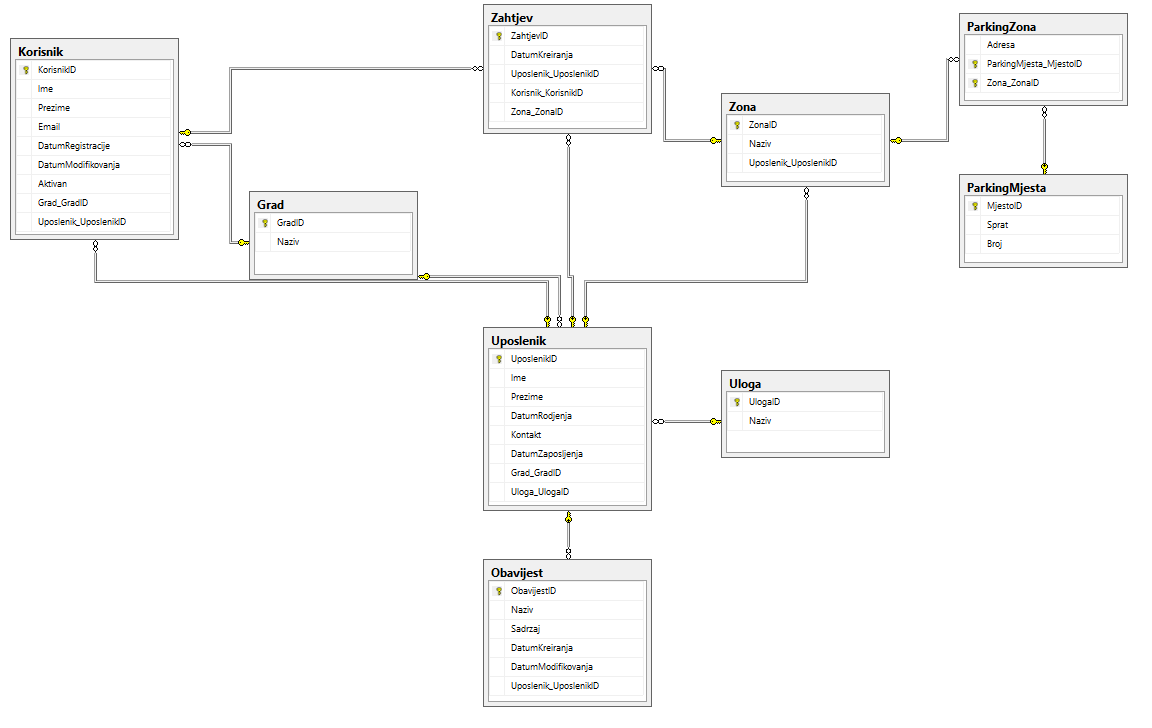 Korisnik
KorisnikID
Ime
Prezime
Email
DatumRegistracije
DatumModifikovanja
Aktivan
Grad_GradID
Uposlenik_UposlenikID
Grad
GradID
Naziv
Zahtjev
ZahtjevID
DatumKreiranja
Uposlenik_UposlenikID
Korisnik_KorisnikID
Zona_ZonaID
Zona
ZonaID
Naziv
Uposlenik_UposlenikID
ParkingZona
Adresa
ParkingMjesta_MjestoID
Zona_ZonaID
ParkingMjesta
MjestoID
Sprat
Broj
Uposlenik
UposlenikID
Ime
Prezime
DatumRodjenja
Kontakt
DatumZaposljenja
Grad_GradID
Uloga_UlogaID
Uloga
UlogaID
Naziv
Obavijest
ObavijestID
Naziv
Sadrzaj
DatumKreiranja
DatumModifikovanja
Uposlenik_UposlenikID